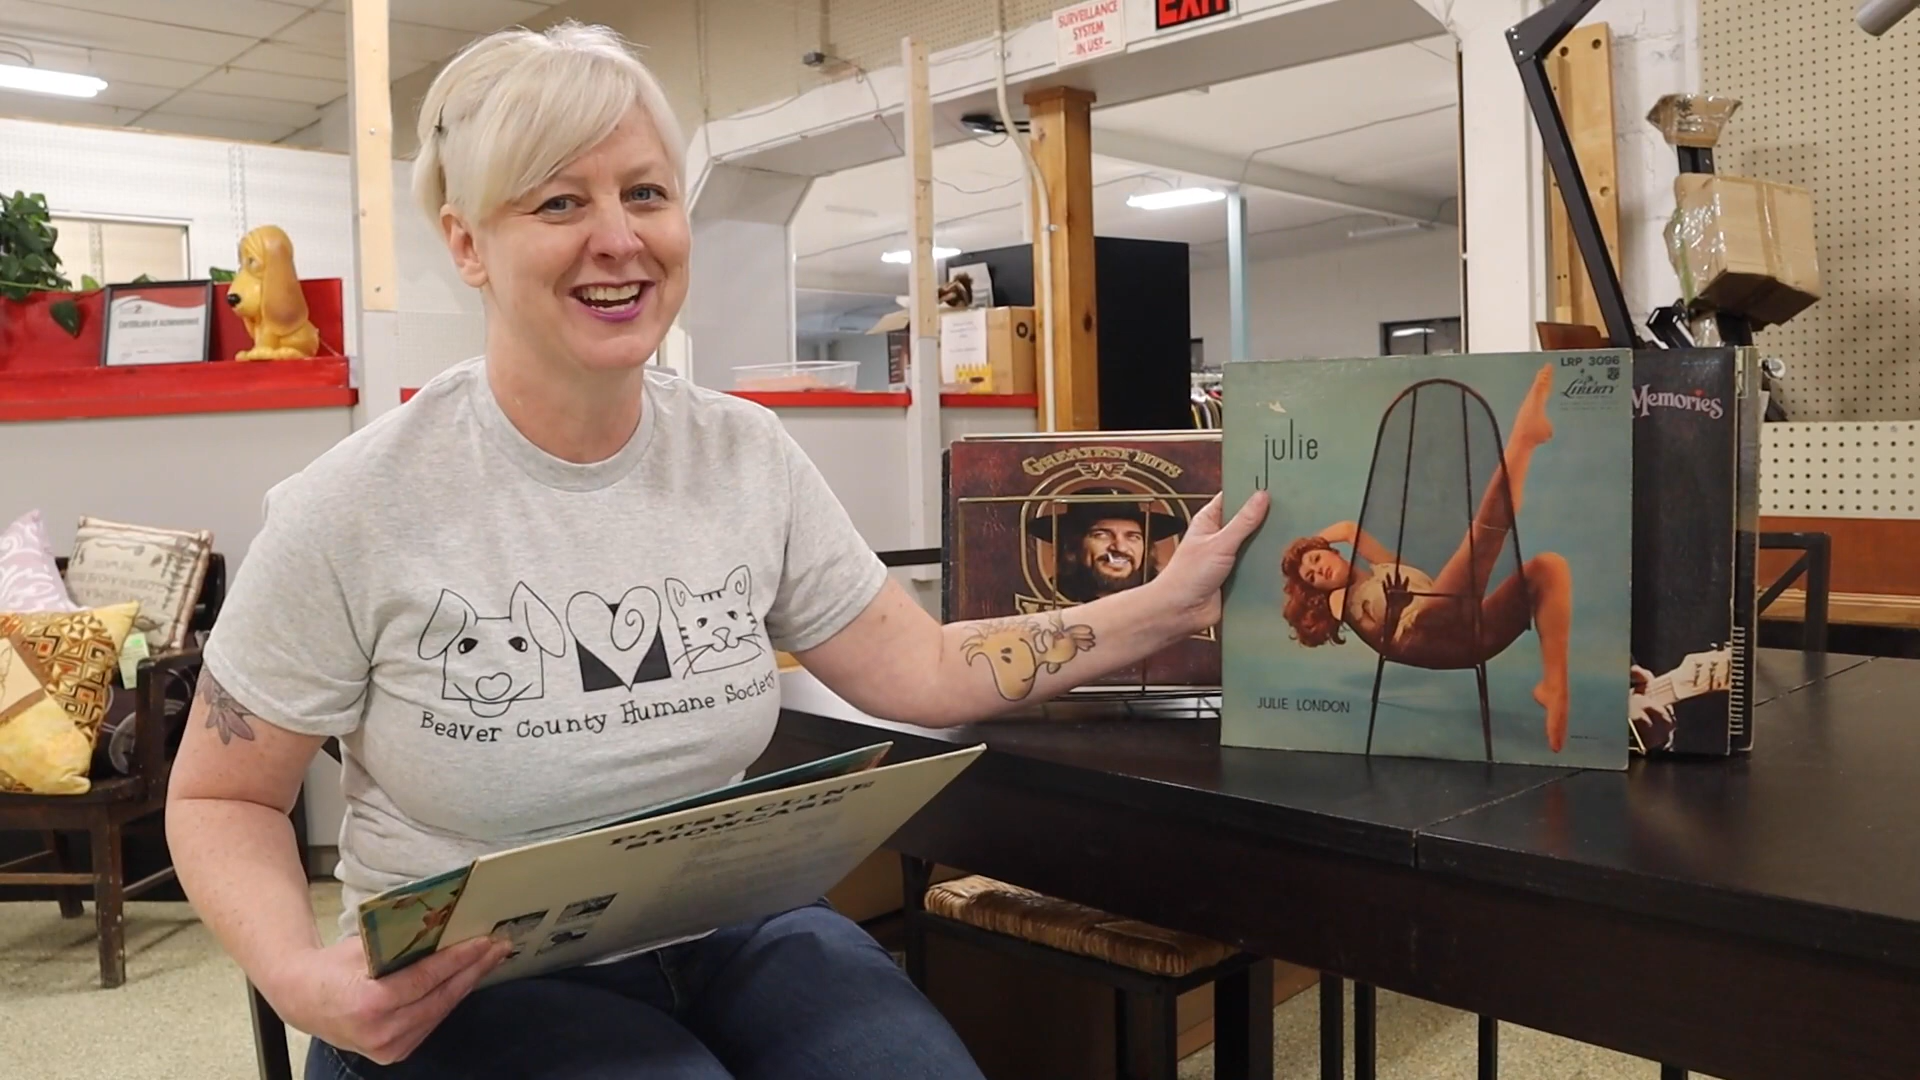 SURVEILLANCE
SYSTEM
-IN USE-
EXIT
Certificate of Achievement
GREATEST HITS
LRP 3096
LIBERTY
julie
JULIE LONDON
Memories
Beaver County Humane Society
PATSY CLINE
SHOWCASE